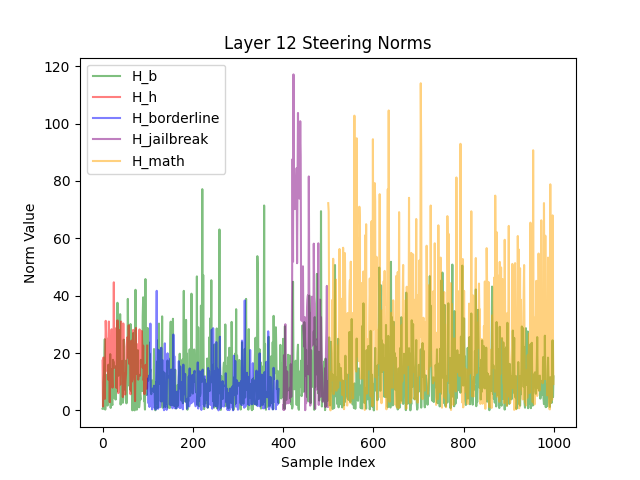 Layer 12 Steering Norms
120
100
80
60
40
20
0
Norm Value
H_b
H_h
H_borderline
H_jailbreak
H_math
0
200
400
600
800
1000
Sample Index